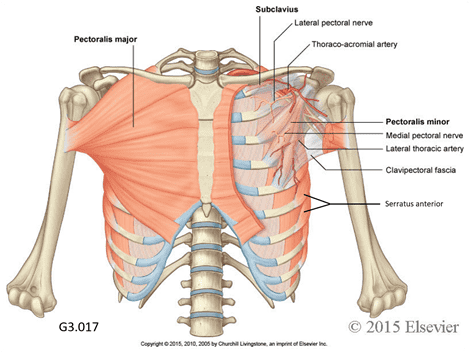 Subclavius
Lateral pectoral nerve
Pectoralis major
Thoraco-acromial artery
Pectoralis minor
Medial pectoral nerve
Lateral thoracic artery
Clavipectoral fascia
Serratus anterior
G3.017
© 2015 Elsevier
Copyright © 2015, 2010, 2005 by Churchill Livingstone, an imprint of Elsevier Inc.